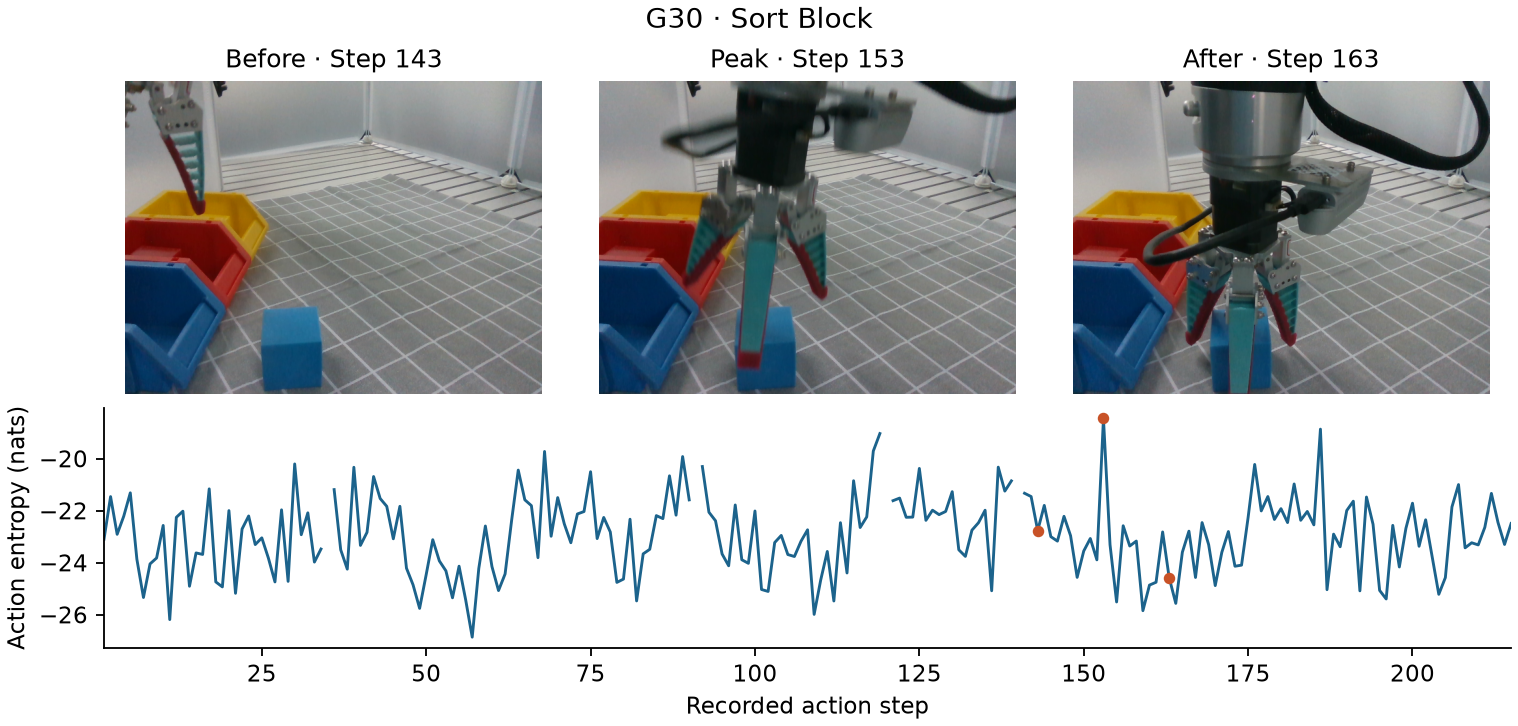 G30 · Sort Block
Before · Step 143
Peak · Step 153
After · Step 163
Action entropy (nats)
−20
−22
−24
−26
25
50
75
100
125
150
175
200
Recorded action step